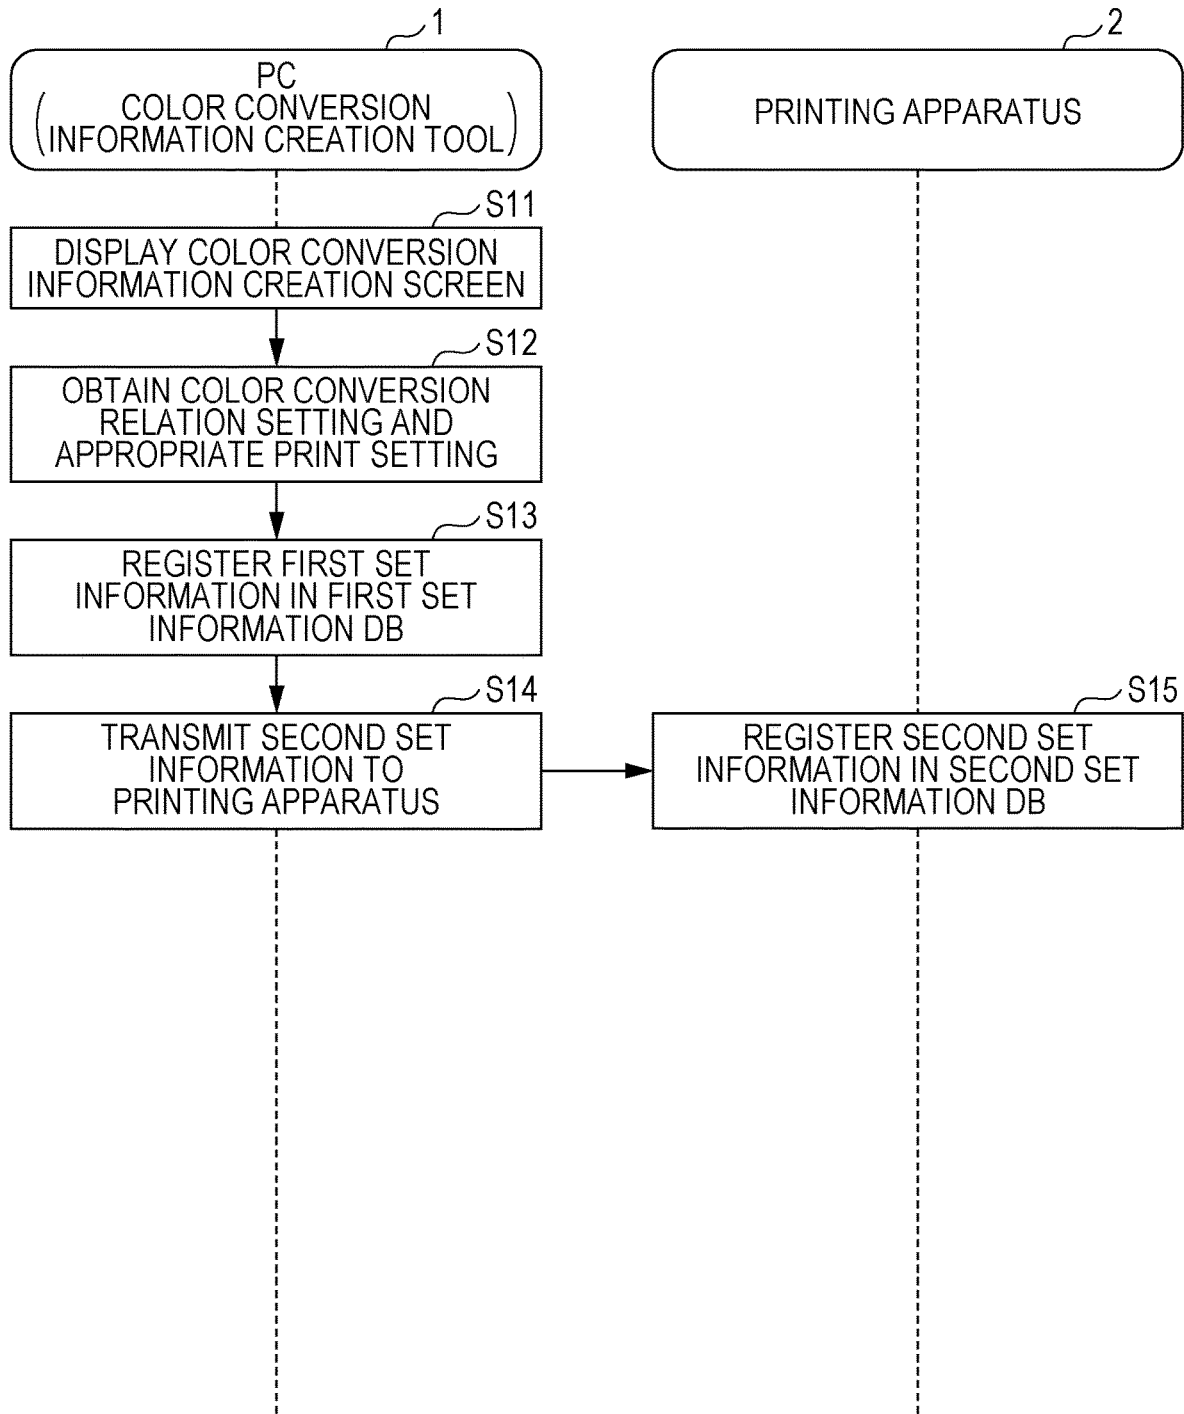 1
PC
(COLOR CONVERSION
INFORMATION CREATION TOOL)
2
PRINTING APPARATUS
S11
DISPLAY COLOR CONVERSION
INFORMATION CREATION SCREEN
S12
OBTAIN COLOR CONVERSION
RELATION SETTING AND
APPROPRIATE PRINT SETTING
S13
REGISTER FIRST SET
INFORMATION IN FIRST SET
INFORMATION DB
S14
TRANSMIT SECOND SET
INFORMATION TO
PRINTING APPARATUS
S15
REGISTER SECOND SET
INFORMATION IN SECOND SET
INFORMATION DB